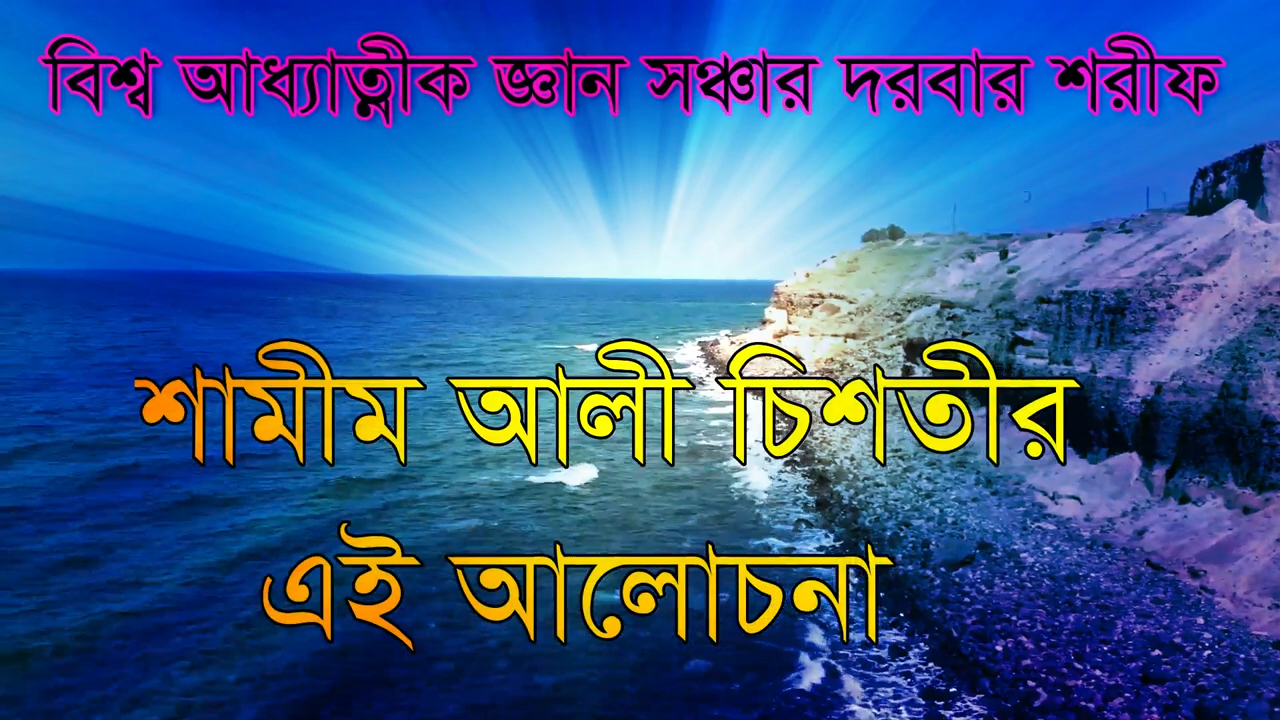 বিশ্ব আধ্যাত্নীক জ্ঞান সঞ্চার দরবার শরীফ
শামীম আলী চিশতীর
এই আলোচনা